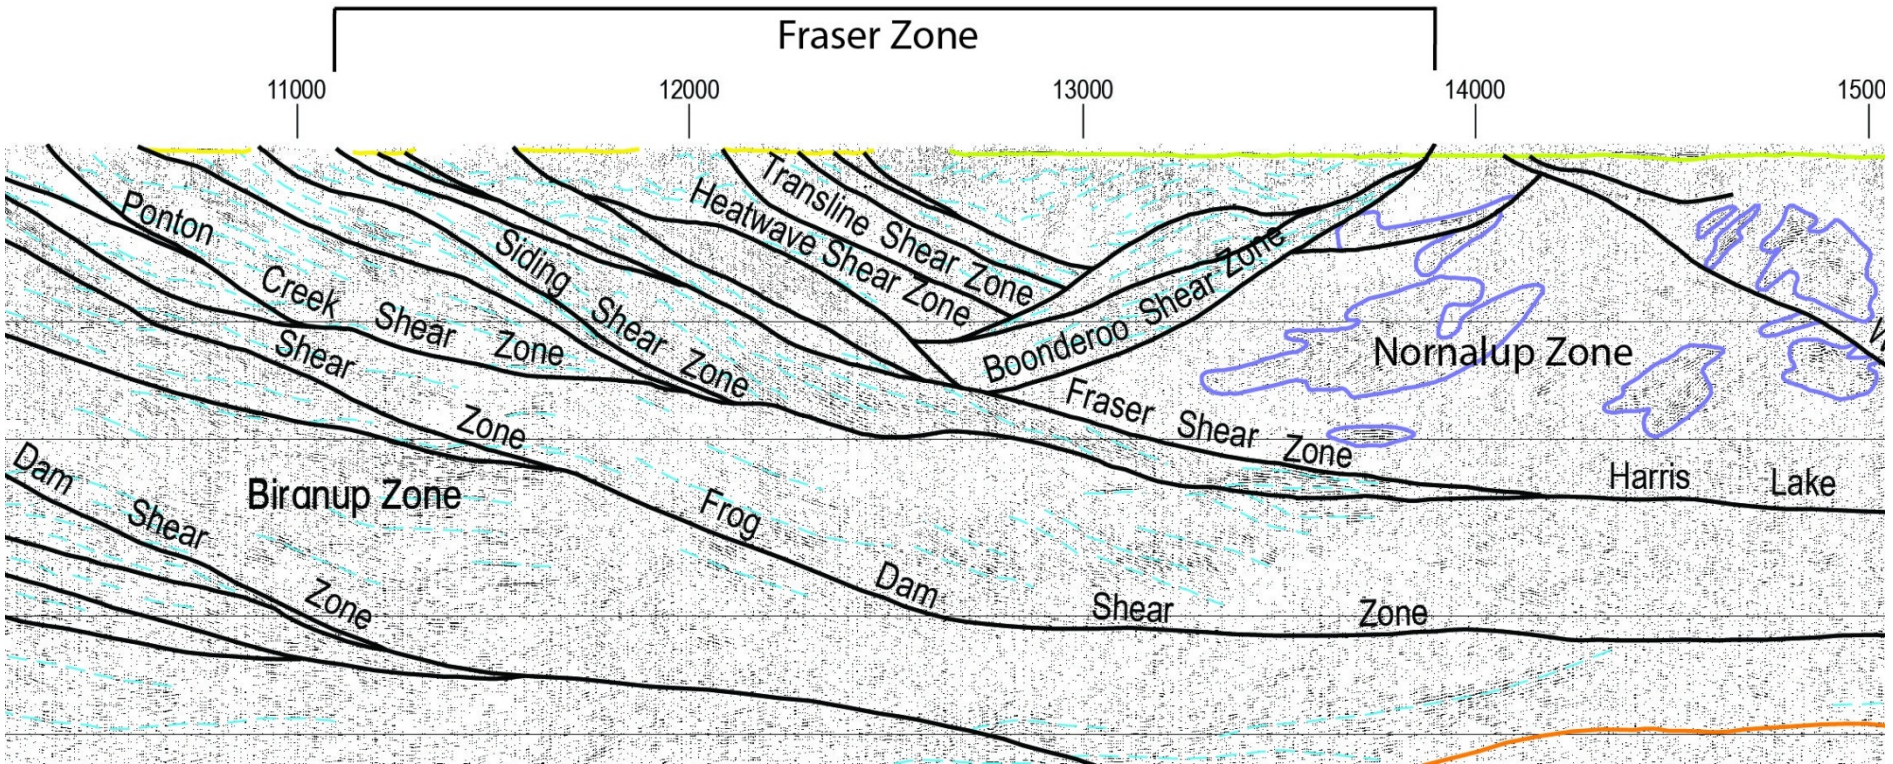 Fraser Zone
11000 12000 13000 14000 1500
Ponton Creek Shear Zone
Siding Shear Zone
Heatwave Shear Zone
Transline Shear Zone
Boonderoo Shear Zone
Nornalup Zone
Fraser Shear Zone
Harris Lake
Shear Zone
Biranup Zone
Frog Dam Shear Zone
Dam Shear Zone